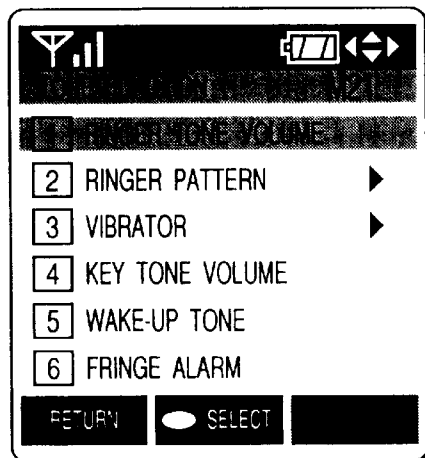 1 RINGER TONE VOLUME
2 RINGER PATTERN
3 VIBRATOR
4 KEY TONE VOLUME
5 WAKE-UP TONE
6 FRINGE ALARM
RETURN SELECT